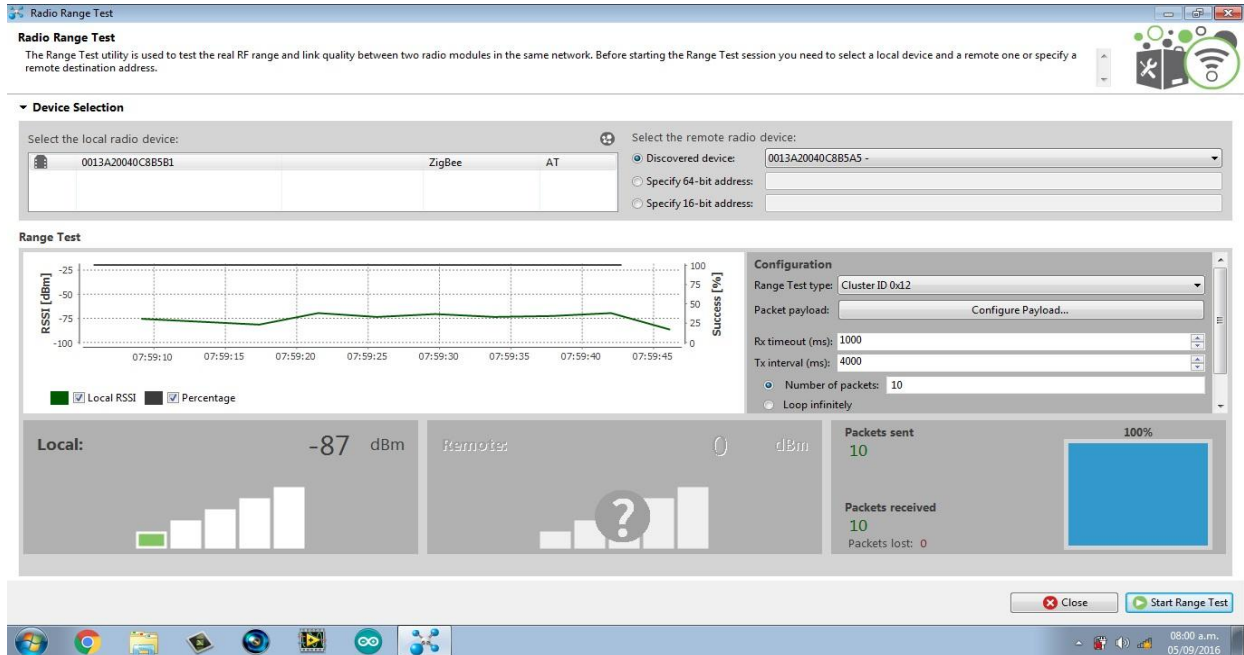 Radio Range Test
Radio Range Test
The Range Test utility is used to test the real RF range and link quality between two radio modules in the same network. Before starting the Range Test session you need to select a local device and a remote one or specify a
remote destination address.
Device Selection
Select the local radio device:
0013A20040C8B5B1 ZigBee AT
Select the remote radio device:
Discovered device: 0013A20040C8B5A5 -
Specify 64-bit address:
Specify 16-bit address:
Range Test
RSSI [dBm]
-25
-50
-75
-100
07:59:10 07:59:15 07:59:20 07:59:25 07:59:30 07:59:35 07:59:40 07:59:45
100
75
50
25
0
Success [%]
Local RSSI Percentage
Configuration
Range Test type: Cluster ID 0x12
Packet payload: Configure Payload...
Rx timeout (ms): 1000
Tx interval (ms): 4000
Number of packets: 10
Loop infinitely
Local: -87 dBm
Remote: 0 dBm
?
Packets sent
10
Packets received
10
Packets lost: 0
100%
Close Start Range Test
08:00 a.m.
05/09/2016